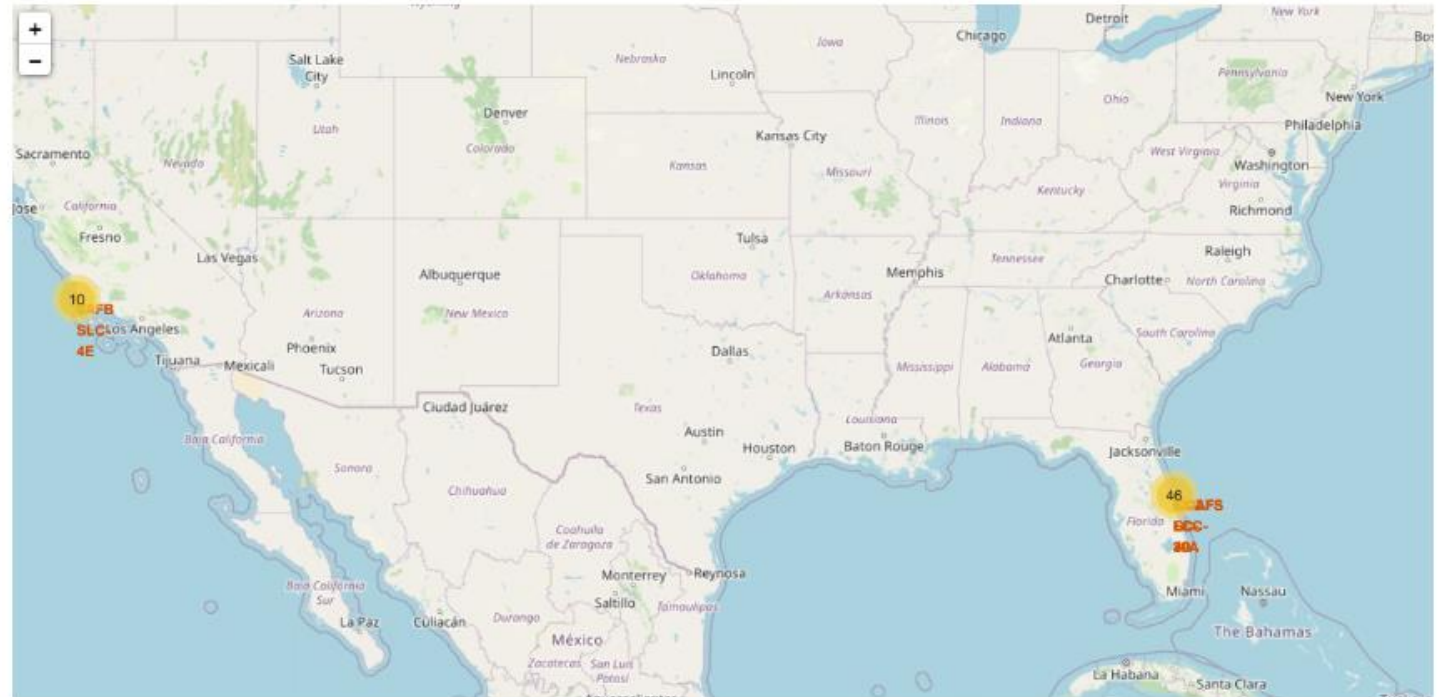 Wyoming
Detroit
New York
+
Chicago
Bos
Iowa
−
Salt Lake
City
Nebraska
Lincoln
Pennsylvania
New York
Ohio
Denver
Illinois
Indiana
Philadelphia
Utah
Kansas City
Colorado
Sacramento
Nevada
Kansas
Missouri
West Virginia
Washington
Kentucky
Virginia
Jose
California
Richmond
Fresno
Tulsa
Las Vegas
Raleigh
Tennessee
Albuquerque
Oklahoma
Memphis
Charlotte
North Carolina
10
Arkansas
FB
Arizona
New Mexico
SLC-
Los Angeles
South Carolina
Atlanta
4E
Phoenix
Dallas
Tijuana
Mexicali
Tucson
Mississippi
Alabama
Georgia
Ciudad Juárez
Texas
Louisiana
Austin
Baja California
Houston
Baton Rouge
Jacksonville
Sonora
San Antonio
Chihuahua
46
AFS
Florida
Coahuila
de Zaragoza
Monterrey
Reynosa
Baja California
Sur
Miami
Nassau
Saltillo
Tamaulipas
La Paz
Culiacán
Durango
The Bahamas
México
Zacatecas
San Luis
Potosí
La Habana
Santa Clara
Aguascalientes